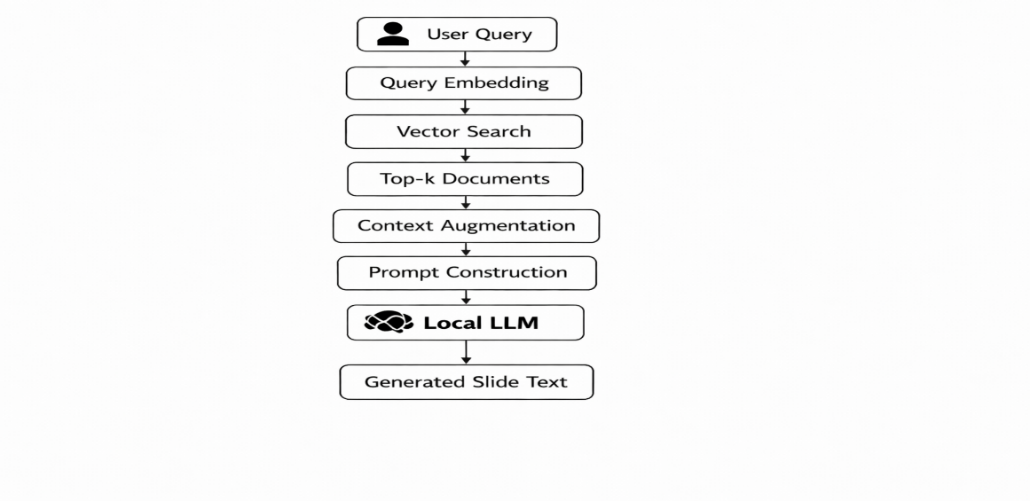 User Query
Query Embedding
Vector Search
Top-k Documents
Context Augmentation
Prompt Construction
Local LLM
Generated Slide Text